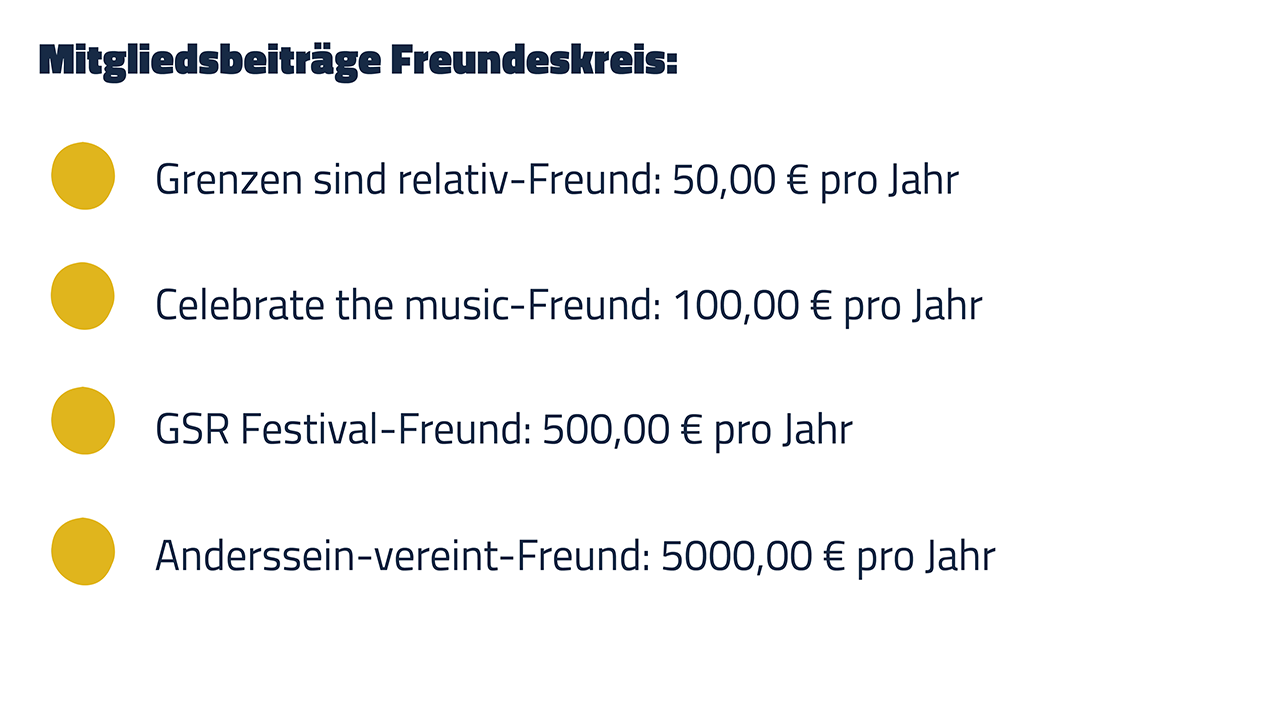 Mitgliedsbeiträge Freundeskreis:
Grenzen sind relativ-Freund: 50,00 € pro Jahr
Celebrate the music-Freund: 100,00 € pro Jahr
GSR Festival-Freund: 500,00 € pro Jahr
Anderssein-vereint-Freund: 5000,00 € pro Jahr